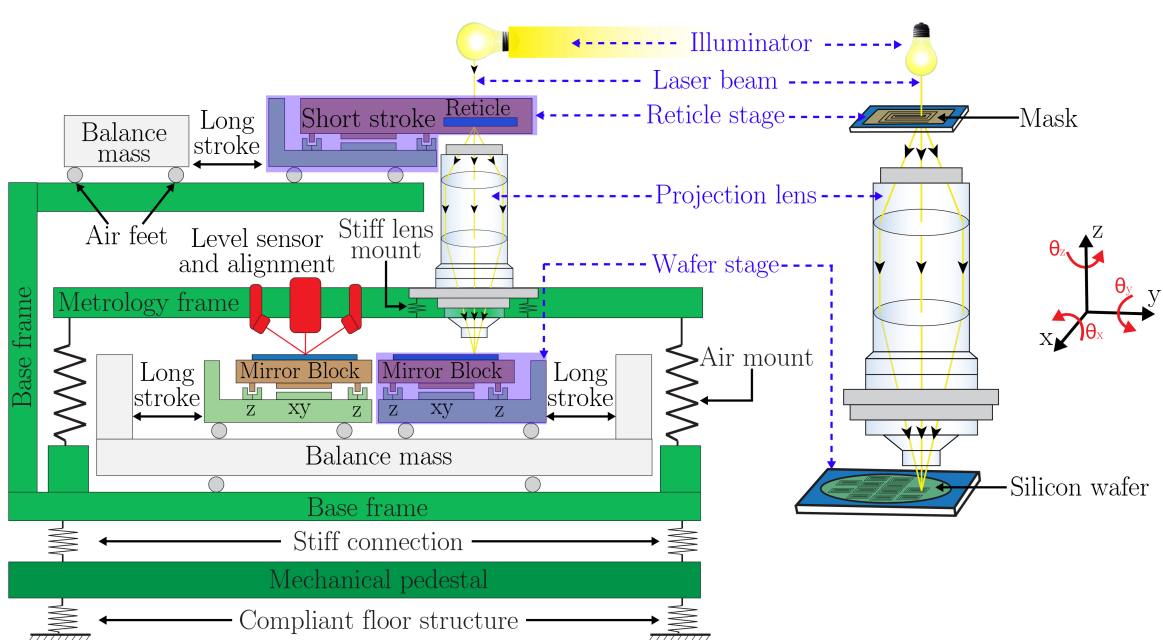 Illuminator
Laser beam
Reticle
Short stroke
Reticle stage
Mask
Balance
mass
Long
stroke
Projection lens
Air feet
Stiff lens
mount
Level sensor
and alignment
Wafer stage
z
θz
θy
y
x
θx
Metrology frame
Base frame
Mirror Block
Mirror Block
Air mount
Long
stroke
Long
stroke
z
xy
z
z
xy
z
Balance mass
Silicon wafer
Base frame
Stiff connection
Mechanical pedestal
Compliant floor structure